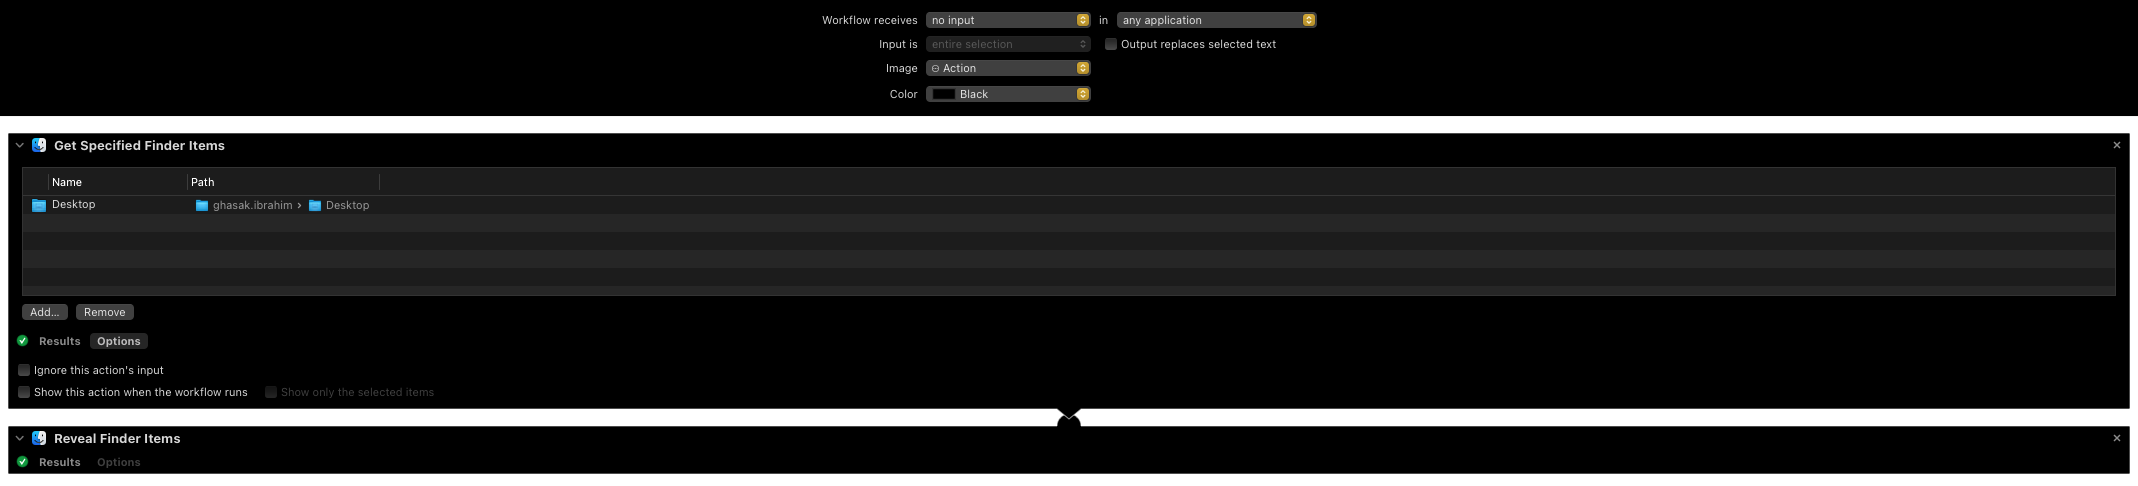 Workflow receives no input in any application
Input is entire selection Output replaces selected text
Image Action
Color Black
Get Specified Finder Items
Name Path
Desktop ghasak.ibrahim › Desktop
Add... Remove
Results Options
Ignore this action's input
Show this action when the workflow runs Show only the selected items
Reveal Finder Items
Results Options